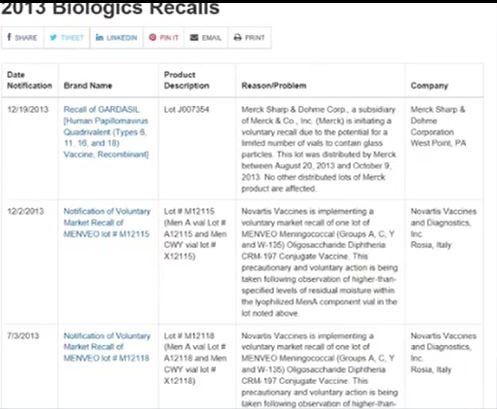 2013 Biologics Recalls
SHARE TWEET LINKEDIN PIN IT EMAIL PRINT
Date Notification Brand Name Product Description Reason/Problem Company
12/19/2013
Recall of GARDASIL
[Human Papillomavirus
Quadrivalent (Types 6,
11, 16, and 18)
Vaccine, Recombinant]
Lot J007354
Merck Sharp & Dohme Corp., a subsidiary
of Merck & Co., Inc. (Merck) is initiating a
voluntary recall due to the potential for a
limited number of vials to contain glass
particles. This lot was distributed by Merck
between August 20, 2013 and October 9,
2013. No other distributed lots of Merck
product are affected.
Merck Sharp &
Dohme
Corporation
West Point, PA
12/2/2013
Notification of Voluntary
Market Recall of
MENVEO lot # M12115
Lot # M12115
(Men A vial Lot #
A12115 and Men
CWY vial lot #
X12115)
Novartis Vaccines is implementing a
voluntary market recall of one lot of
MENVEO Meningococcal (Groups A, C, Y
and W-135) Oligosaccharide Diphtheria
CRM-197 Conjugate Vaccine. This
precautionary and voluntary action is being
taken following observation of higher-than-
specified levels of residual moisture within
the lyophilized MenA component vial in the
lot noted above.
Novartis Vaccines
and Diagnostics,
Inc.
Rosia, Italy
7/3/2013
Notification of Voluntary
Market Recall of
MENVEO lot # M12118
Lot # M12118
(Men A vial Lot #
A12118 and Men
CWY vial lot #
X12118)
Novartis Vaccines is implementing a
voluntary market recall of one lot of
MENVEO Meningococcal (Groups A, C, Y
and W-135) Oligosaccharide Diphtheria
CRM-197 Conjugate Vaccine. This
precautionary and voluntary action is being
taken following observation of higher-than-
Novartis Vaccines
and Diagnostics,
Inc.
Rosia, Italy